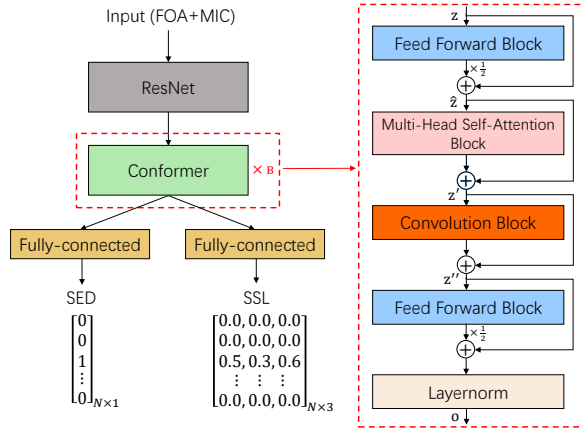 Input (FOA+MIC)
ResNet
Conformer
× B
Fully-connected
Fully-connected
SED
SSL
[0
0
1
⋮
0] N×1
[0.0, 0.0, 0.0
0.0, 0.0, 0.0
0.5, 0.3, 0.6
⋮ ⋮
0.0, 0.0, 0.0] N×3
z
Feed Forward Block
× 1/2
+
ẑ
Multi-Head Self-Attention
Block
+
z′
Convolution Block
+
z′′
Feed Forward Block
× 1/2
+
Layernorm
o